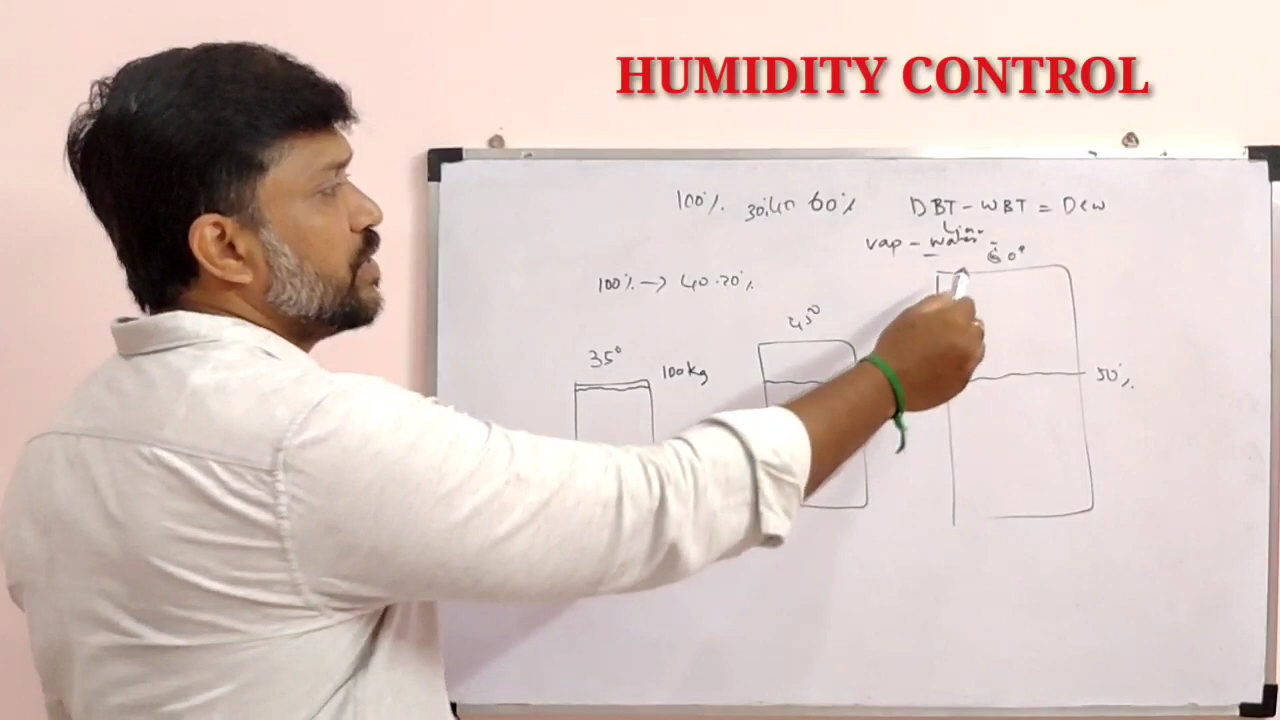 HUMIDITY CONTROL
100% 30% 40 60%
DBT - WBT = Dew
vap - water
60°
100% → 40-70%
45°
35°
100kg
50%